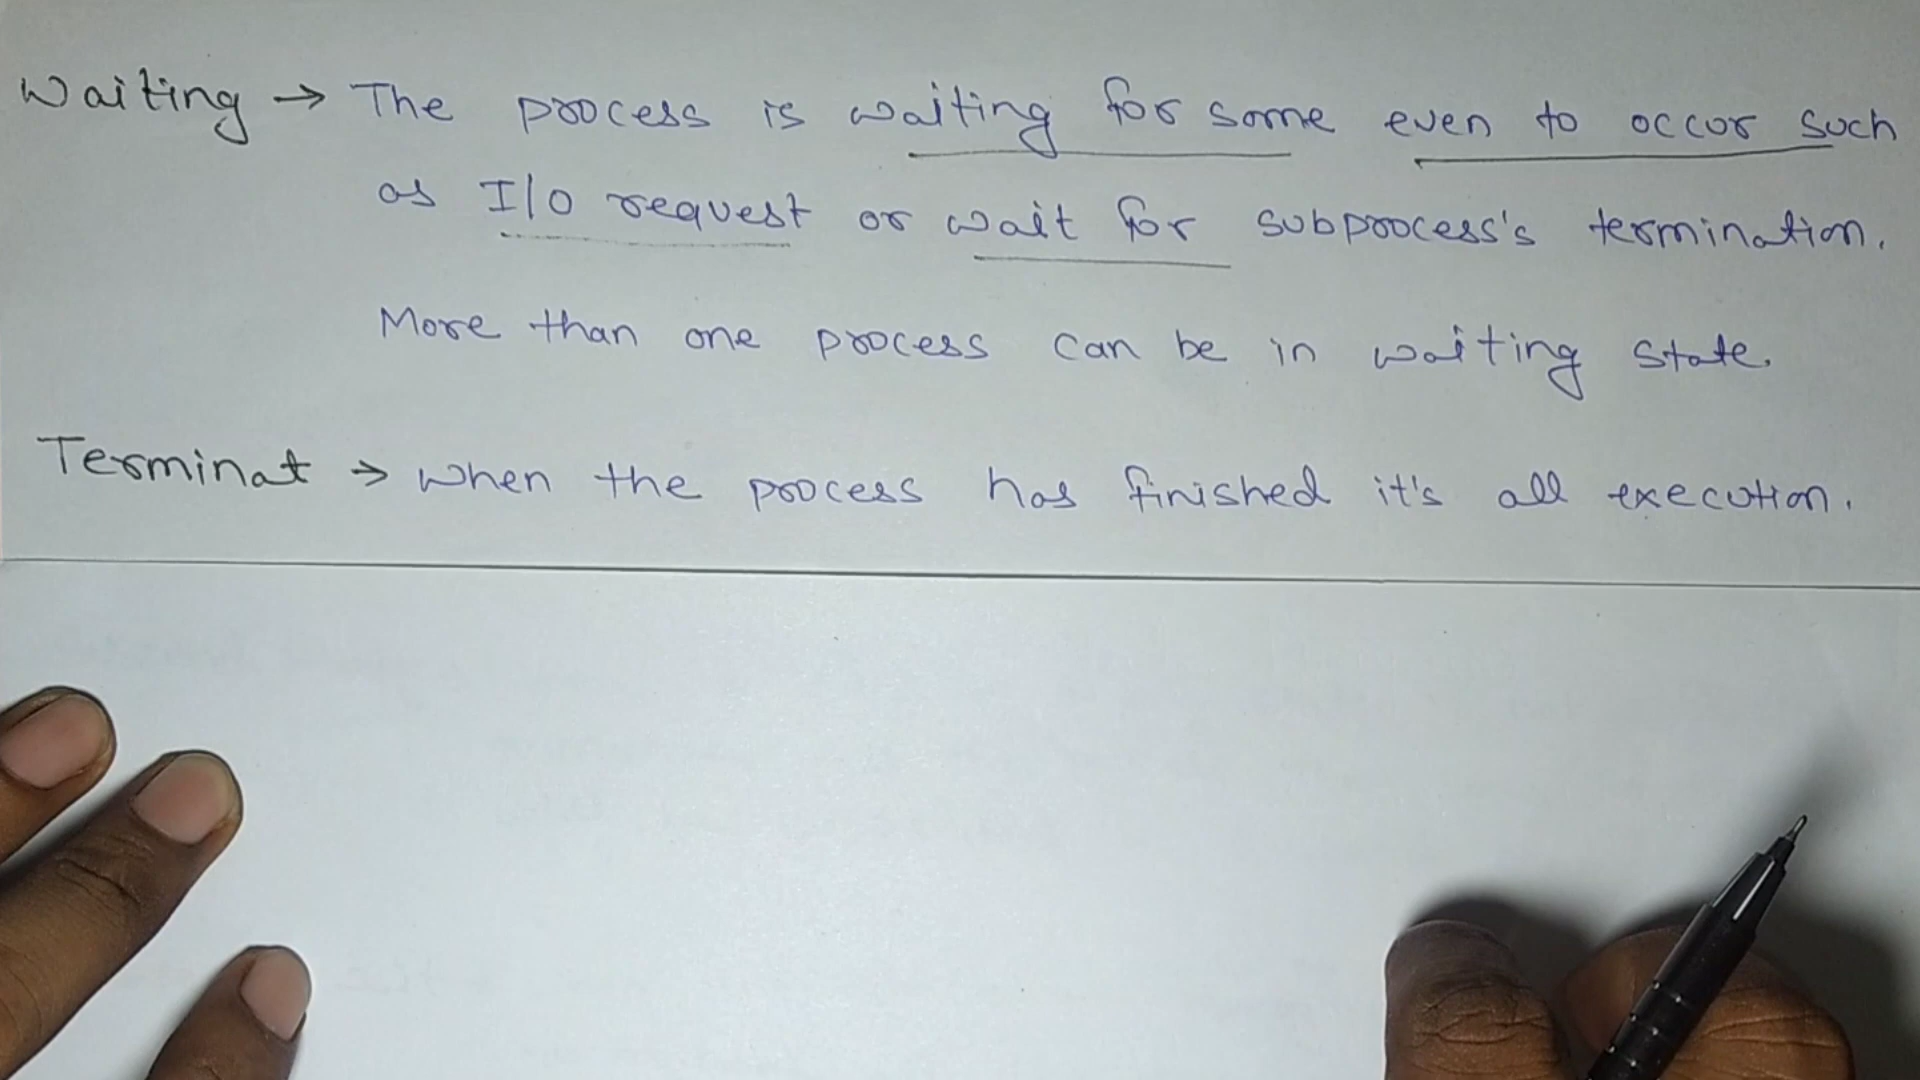 Waiting → The process is waiting for some even to occur such
as I/O request or wait for subprocess's termination.
More than one process can be in waiting state.
Terminat → When the process has finished it's all execution.